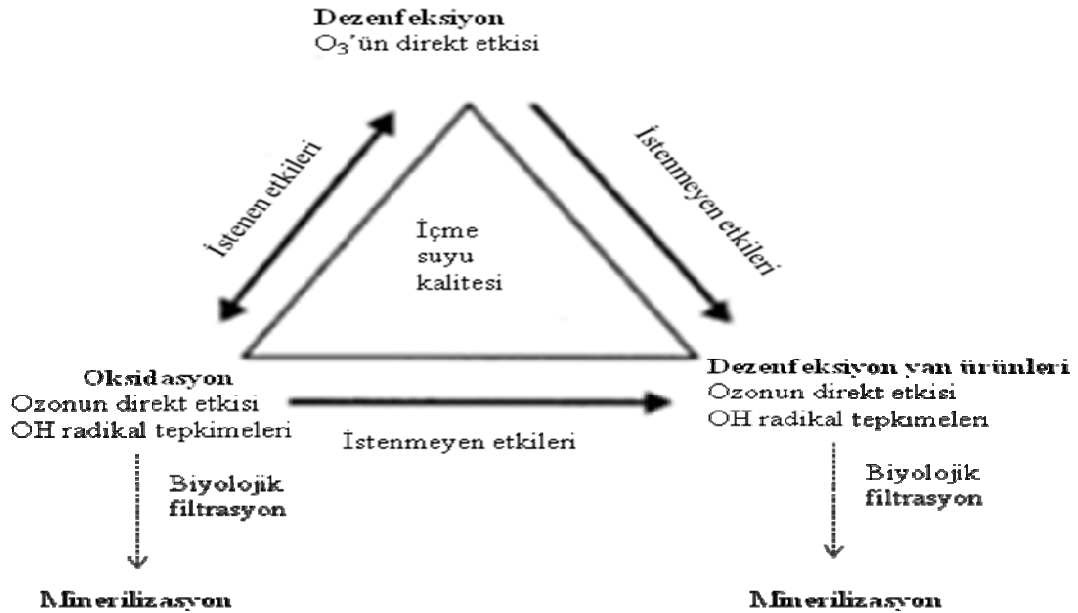 Dezenfeksiyon
O₃'ün direkt etkisi
İstenen etkileri
İstenmeyen etkileri
İçme
suyu
kalitesi
Oksidasyon
Ozonun direkt etkisi
OH radikal tepkimeleri
İstenmeyen etkileri
Dezenfeksiyon yan ürünleri
Ozonun direkt etkisi
OH radikal tepkimeleri
Biyolojik
filtrasyon
Biyolojik
filtrasyon
Minerilizasyon
Minerilizasyon